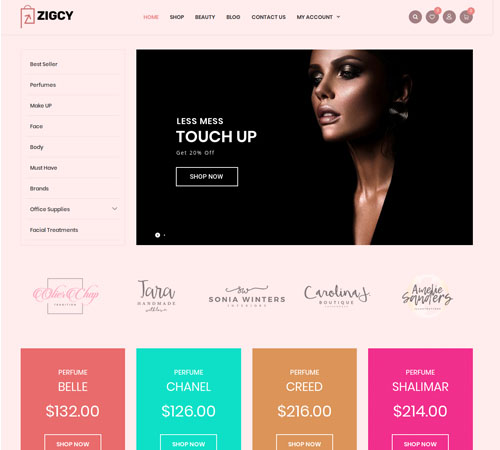 ZIGCY
HOME SHOP BEAUTY BLOG CONTACT US MY ACCOUNT
Best Seller
Perfumes
Make UP
Face
Body
Must Have
Brands
Office Supplies
Facial Treatments
LESS MESS
TOUCH UP
Get 20% Off
SHOP NOW
TRADITION
Tara
HANDMADE
SW
SONIA WINTERS
INTERIORS
Carolina
BOUTIQUE
Amelie
Sanders
PERFUME
BELLE
$132.00
SHOP NOW
PERFUME
CHANEL
$126.00
SHOP NOW
PERFUME
CREED
$216.00
SHOP NOW
PERFUME
SHALIMAR
$214.00
SHOP NOW